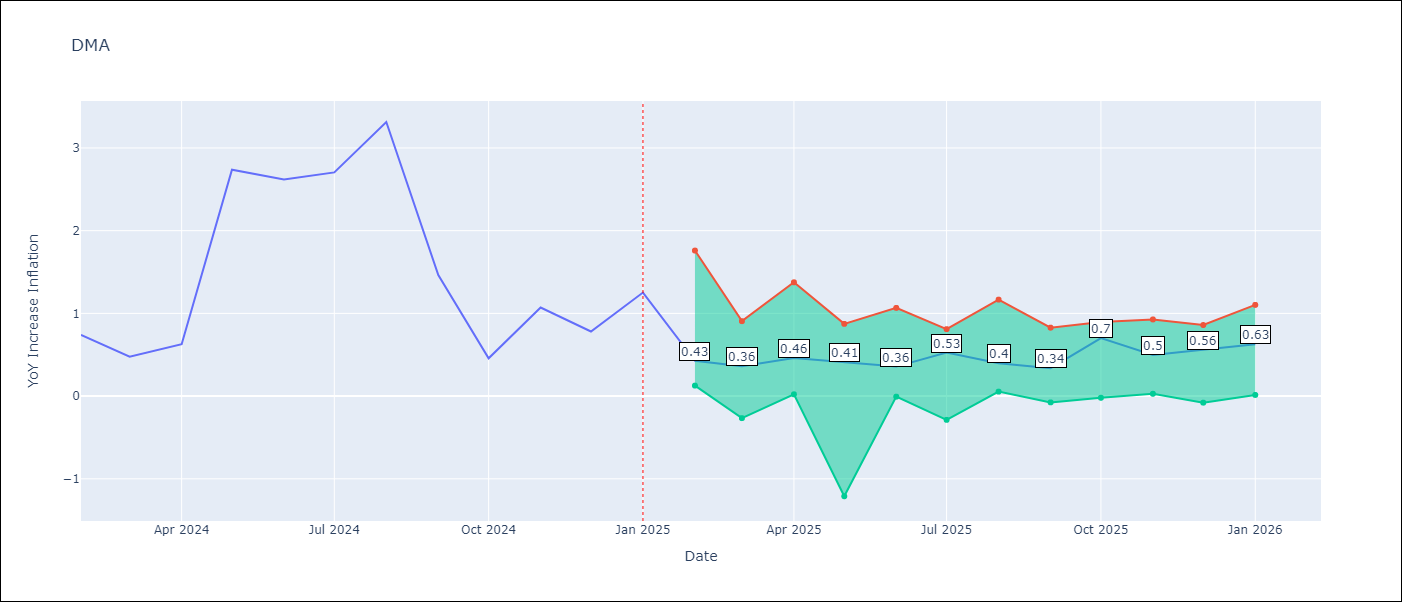 DMA
YoY Increase Inflation
3
2
1
0
−1
0.43
0.36
0.46
0.41
0.36
0.53
0.4
0.34
0.7
0.5
0.56
0.63
Apr 2024
Jul 2024
Oct 2024
Jan 2025
Apr 2025
Jul 2025
Oct 2025
Jan 2026
Date